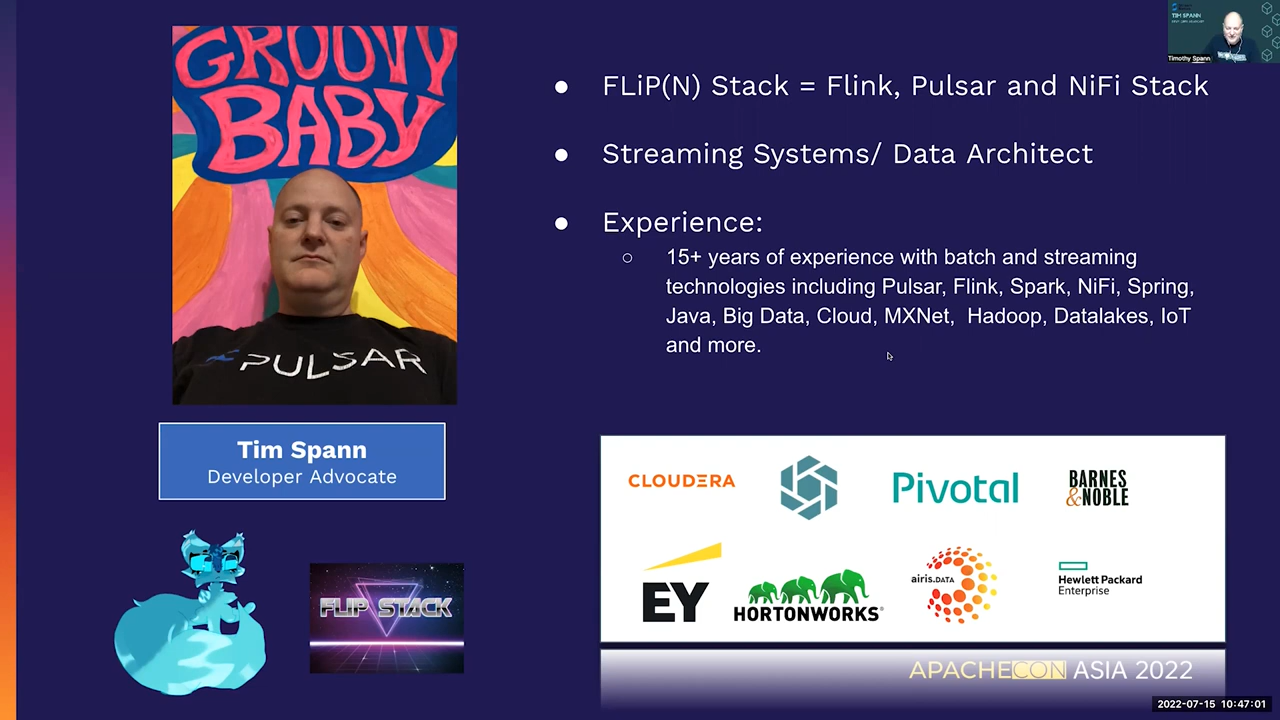 GROOVY
BABY
PULSAR
Tim Spann
Developer Advocate
FLIP STACK
FLiP(N) Stack = Flink, Pulsar and NiFi Stack
Streaming Systems/ Data Architect
Experience:
15+ years of experience with batch and streaming
technologies including Pulsar, Flink, Spark, NiFi, Spring,
Java, Big Data, Cloud, MXNet, Hadoop, Datalakes, IoT
and more.
CLOUDERA
Pivotal
BARNES
&NOBLE
EY
HORTONWORKS
airis.DATA
Hewlett Packard
Enterprise
APACHECON ASIA 2022
TIM SPANN
Timothy Spann
2022-07-15 10:47:01